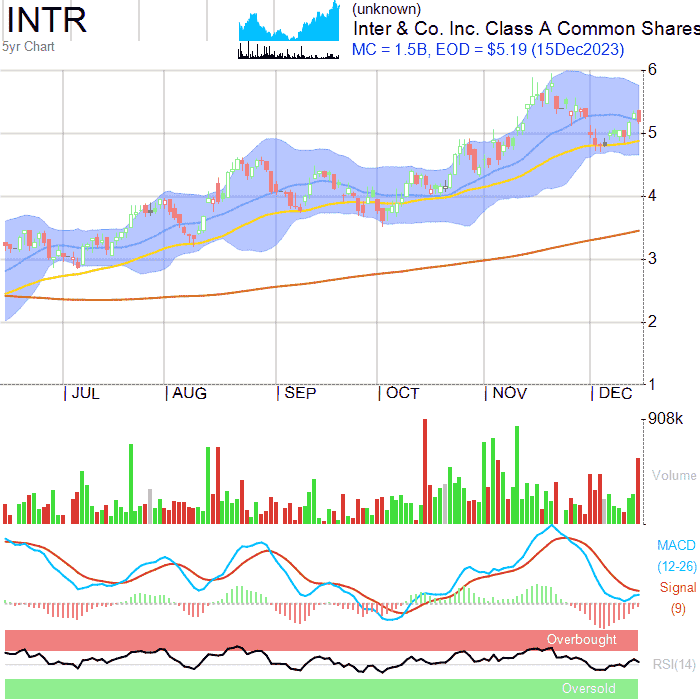 INTR
5yr Chart
(unknown)
Inter & Co. Inc. Class A Common Shares
MC = 1.5B, EOD = $5.19 (15Dec2023)
6
5
4
3
2
1
JUL AUG SEP OCT NOV DEC
908k
Volume
MACD
(12-26)
Signal
(9)
Overbought
RSI(14)
Oversold